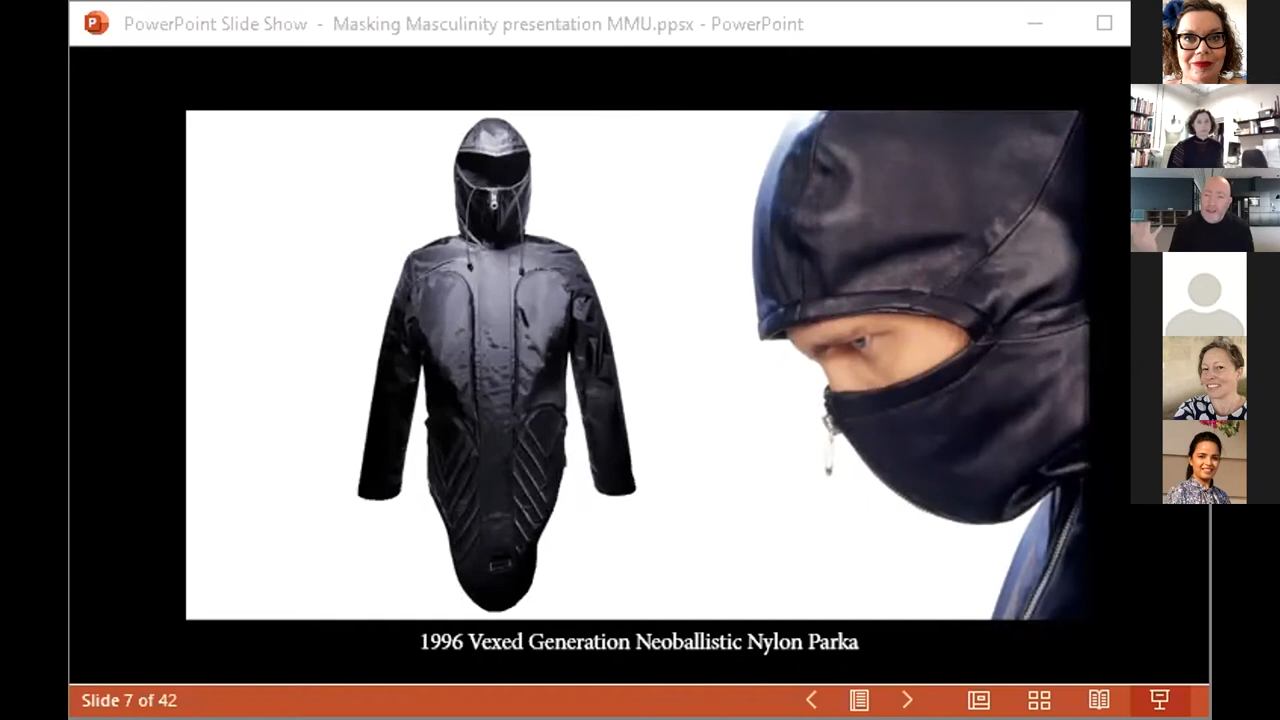 PowerPoint Slide Show - Masking Masculinity presentation MMU.ppsx - PowerPoint
1996 Vexed Generation Neoballistic Nylon Parka
Slide 7 of 42